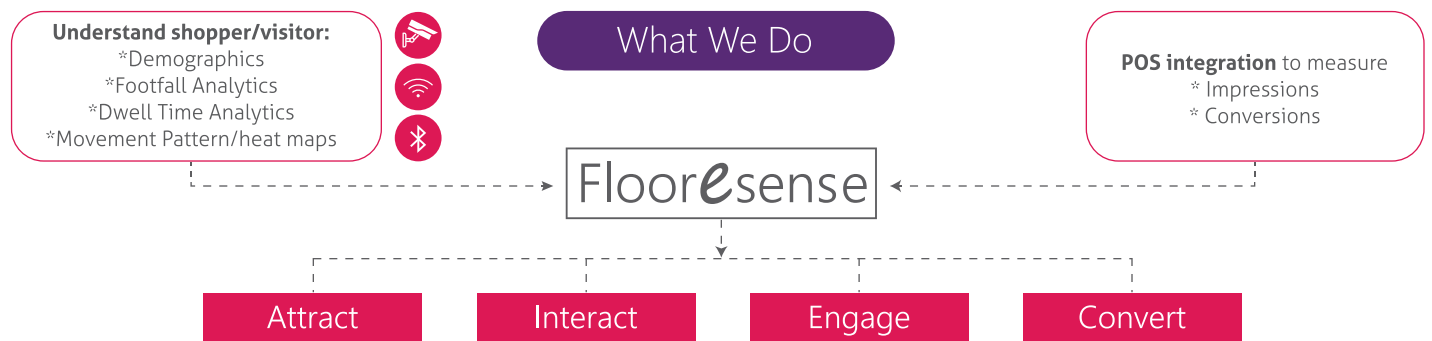 What We Do
Understand shopper/visitor:
*Demographics
*Footfall Analytics
*Dwell Time Analytics
*Movement Pattern/heat maps
POS integration to measure
* Impressions
* Conversions
Flooresense
Attract
Interact
Engage
Convert